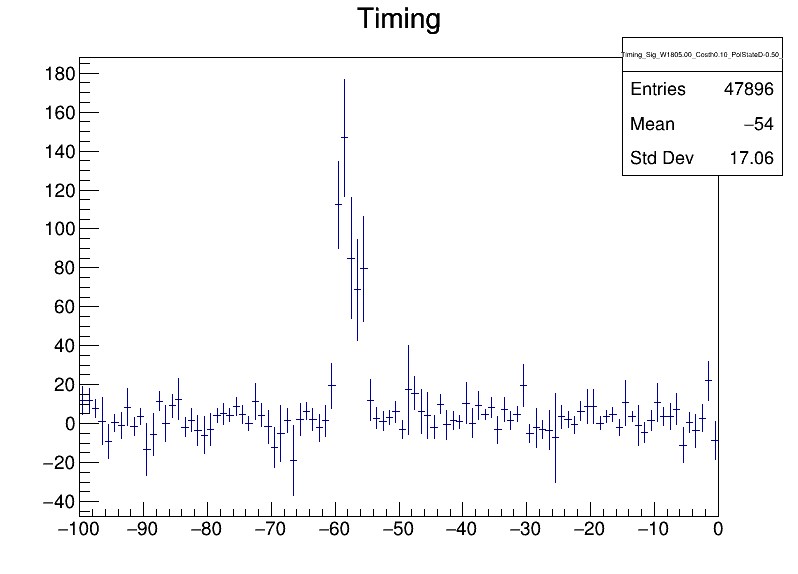 Timing
Timing_Sig_W1805.00_Costh0.10_PolStateD-0.50_
Entries 47896
Mean −54
Std Dev 17.06
180
160
140
120
100
80
60
40
20
0
−20
−40
−100 −90 −80 −70 −60 −50 −40 −30 −20 −10 0